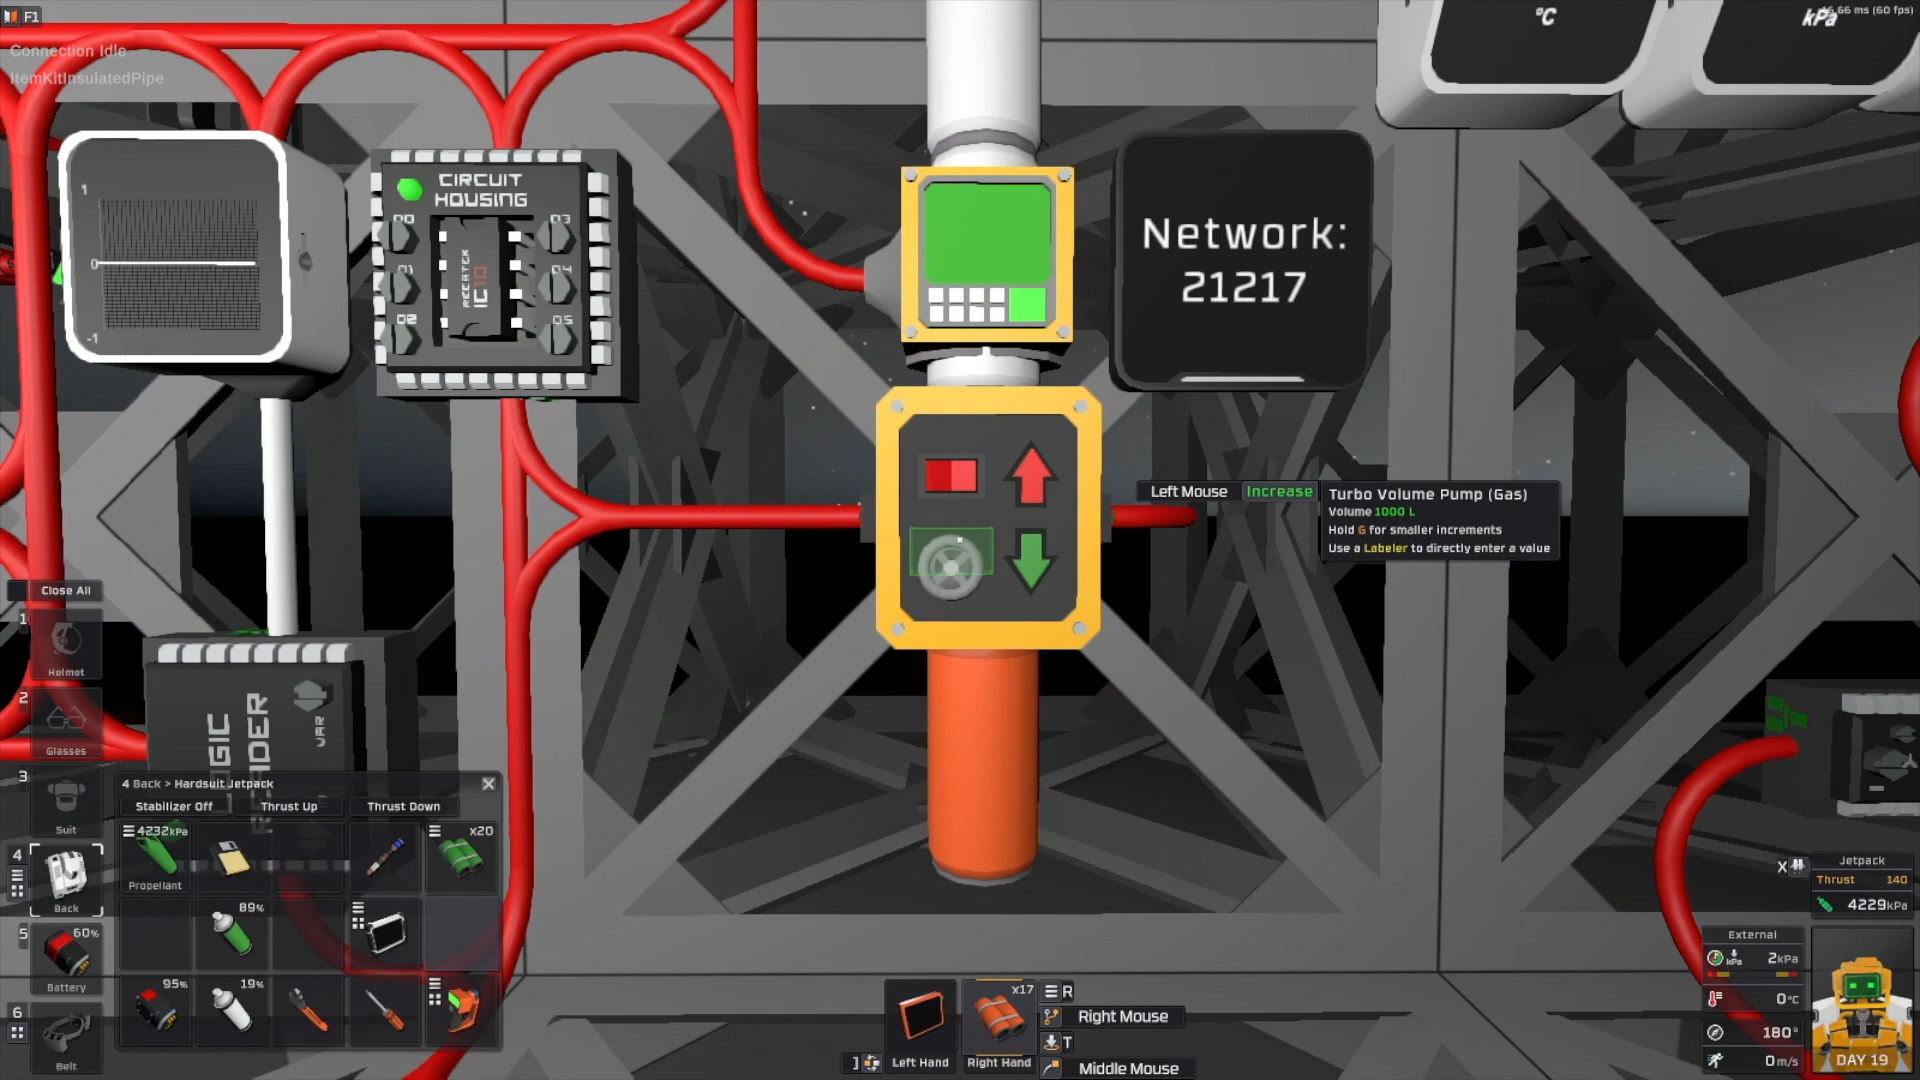 F1
16.66 ms (60 fps)
Connection Idle
ItemKitInsulatedPipe
°C
kPa
1
0
-1
CIRCUIT
HOUSING
D0
D3
D1
D4
D2
D5
RECATEK
IC10
Network:
21217
Left Mouse
Increase
Turbo Volume Pump (Gas)
Volume 1000 L
Hold G for smaller increments
Use a Labeler to directly enter a value
VAR
Close All
1
Helmet
2
Glasses
3
Suit
4
Back
5
60%
Battery
6
Belt
4 Back > Hardsuit Jetpack
Stabilizer Off
Thrust Up
Thrust Down
4232kPa
Propellant
x20
89%
95%
19%
x17
R
Right Mouse
T
Middle Mouse
]
Left Hand
Right Hand
X
Jetpack
Thrust 140
4229kPa
External
kPa
2kPa
0°C
180°
0m/s
DAY 19